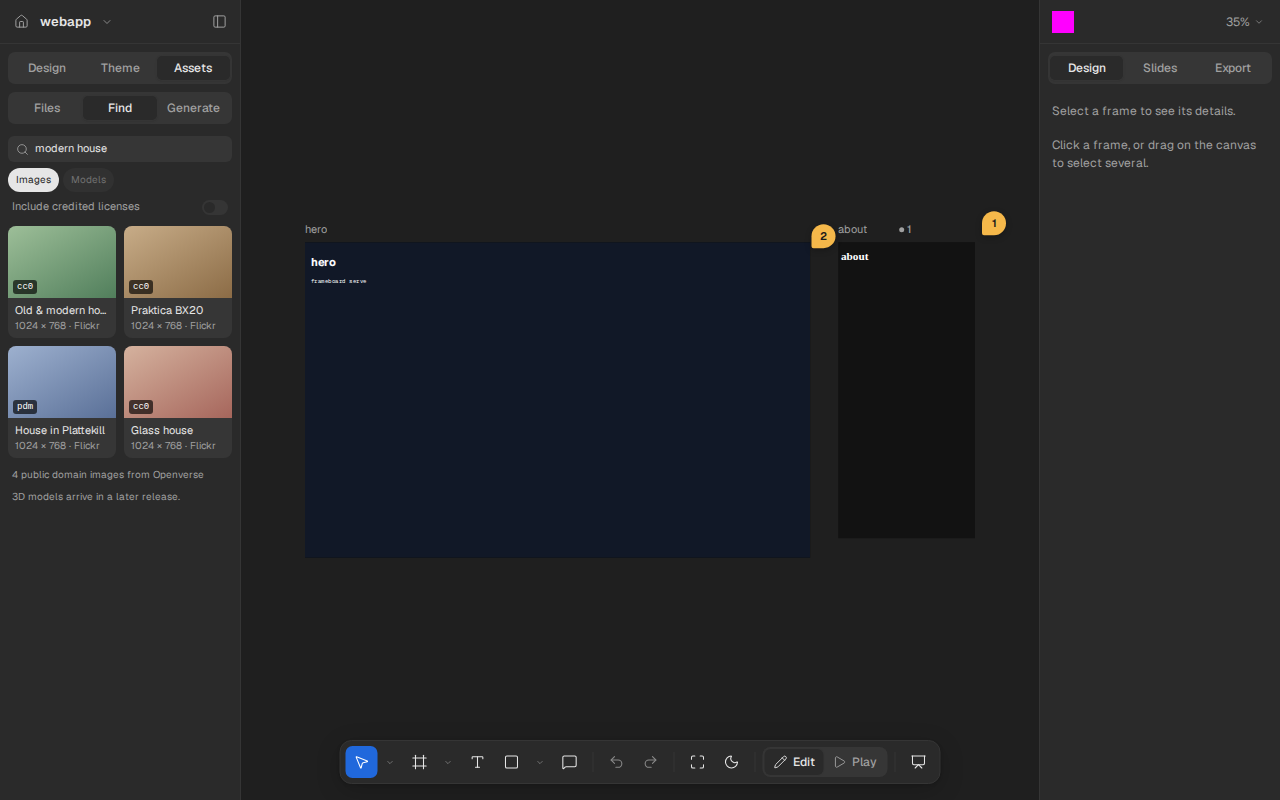 webapp
35%
Design Theme Assets
Files Find Generate
modern house
Images Models
Include credited licenses
cc0
Old & modern ho...
1024 × 768 · Flickr
cc0
Praktica BX20
1024 × 768 · Flickr
pdm
House in Plattekill
1024 × 768 · Flickr
cc0
Glass house
1024 × 768 · Flickr
4 public domain images from Openverse
3D models arrive in a later release.
hero
2
hero
frameboard serve
about
1
1
about
Edit Play
Design Slides Export
Select a frame to see its details.
Click a frame, or drag on the canvas
to select several.